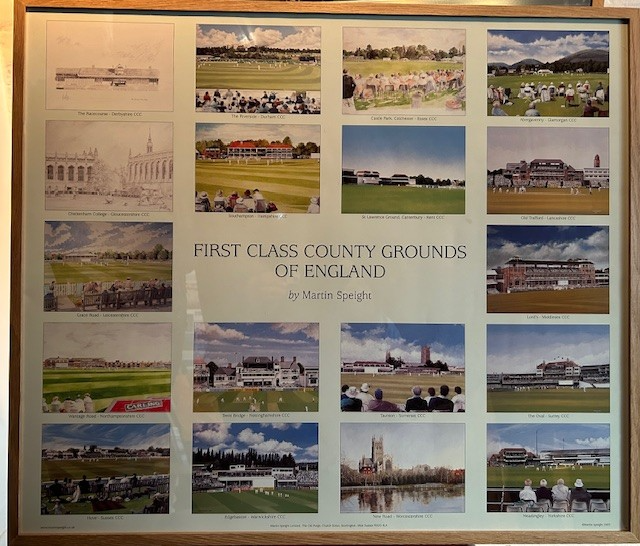 The Racecourse - Derbyshire CCC
The Riverside - Durham CCC
Castle Park, Colchester - Essex CCC
Abergavenny - Glamorgan CCC
Cheltenham College - Gloucestershire CCC
Southampton - Hampshire CCC
St Lawrence Ground, Canterbury - Kent CCC
Old Trafford - Lancashire CCC
FIRST CLASS COUNTY GROUNDS
OF ENGLAND
by Martin Speight
Grace Road - Leicestershire CCC
Lord's - Middlesex CCC
CARLING
Wantage Road - Northamptonshire CCC
Trent Bridge - Nottinghamshire CCC
Taunton - Somerset CCC
The Oval - Surrey CCC
Hove - Sussex CCC
Edgbaston - Warwickshire CCC
New Road - Worcestershire CCC
Headingley - Yorkshire CCC